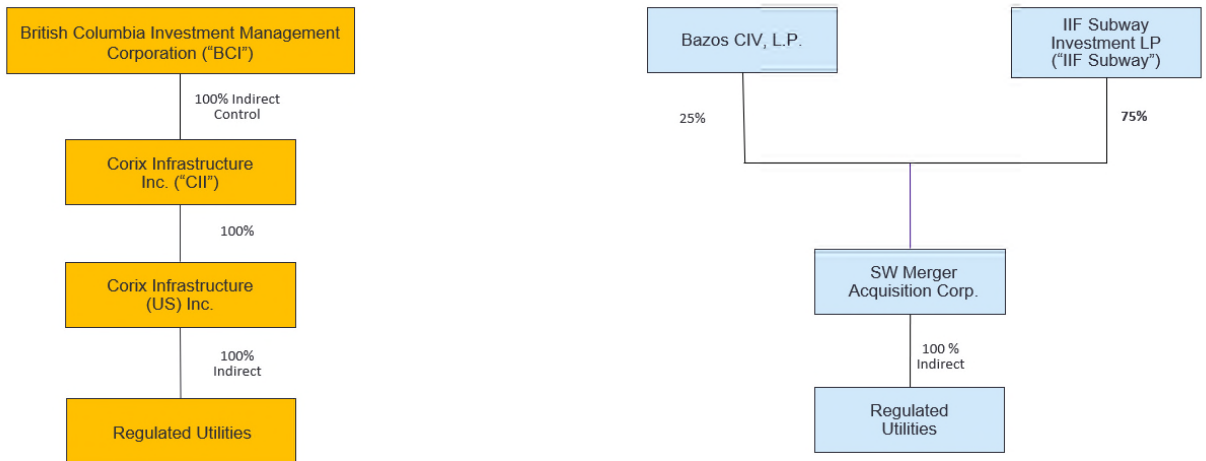 British Columbia Investment Management
Corporation (“BCI”)
100% Indirect
Control
Corix Infrastructure
Inc. (“CII”)
100%
Corix Infrastructure
(US) Inc.
100%
Indirect
Regulated Utilities
Bazos CIV, L.P.
IIF Subway
Investment LP
(“IIF Subway”)
25%
75%
SW Merger
Acquisition Corp.
100 %
Indirect
Regulated
Utilities